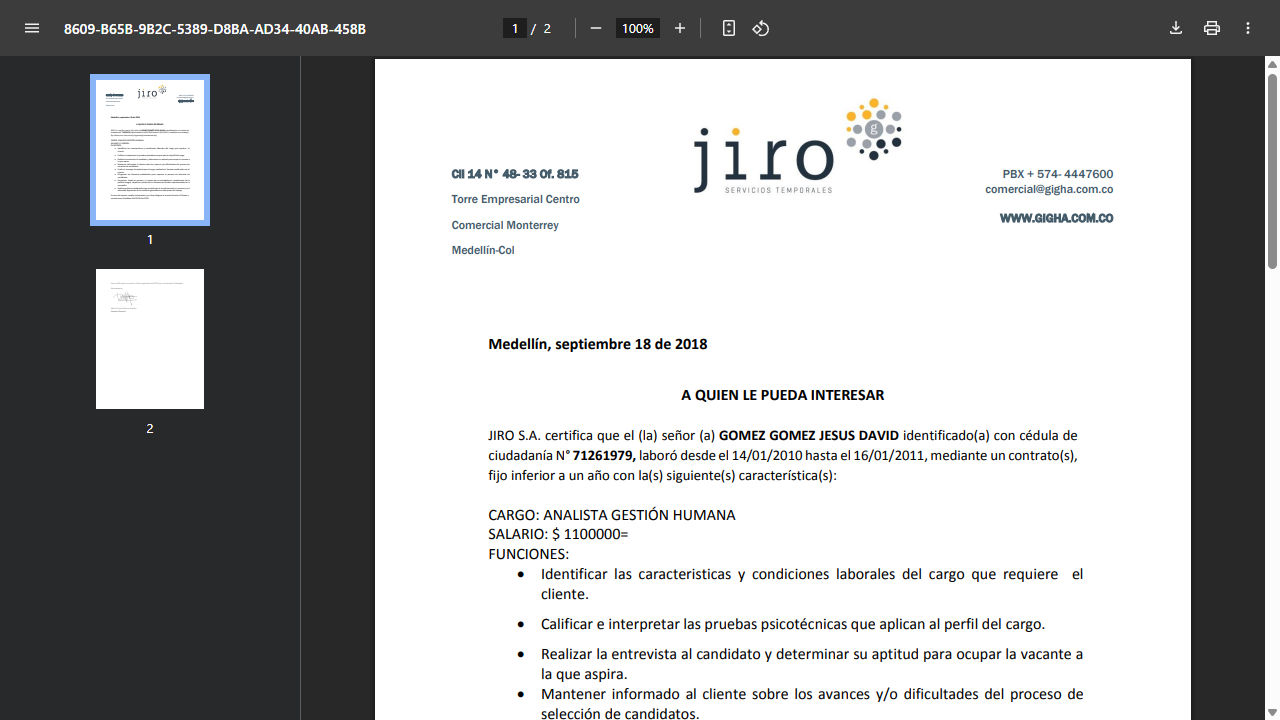 8609-B65B-9B2C-5389-D8BA-AD34-40AB-458B
1 / 2
100%
1
2
jiro
g
SERVICIOS TEMPORALES
Cll 14 N° 48- 33 Of. 815
Torre Empresarial Centro
Comercial Monterrey
Medellín-Col
PBX + 574- 4447600
comercial@gigha.com.co
WWW.GIGHA.COM.CO
Medellín, septiembre 18 de 2018
A QUIEN LE PUEDA INTERESAR
JIRO S.A. certifica que el (la) señor (a) GOMEZ GOMEZ JESUS DAVID identificado(a) con cédula de
ciudadanía N° 71261979, laboró desde el 14/01/2010 hasta el 16/01/2011, mediante un contrato(s),
fijo inferior a un año con la(s) siguiente(s) característica(s):
CARGO: ANALISTA GESTIÓN HUMANA
SALARIO: $ 1100000=
FUNCIONES:
• Identificar las caracteristicas y condiciones laborales del cargo que requiere el
cliente.
• Calificar e interpretar las pruebas psicotécnicas que aplican al perfil del cargo.
• Realizar la entrevista al candidato y determinar su aptitud para ocupar la vacante a
la que aspira.
• Mantener informado al cliente sobre los avances y/o dificultades del proceso de
selección de candidatos.